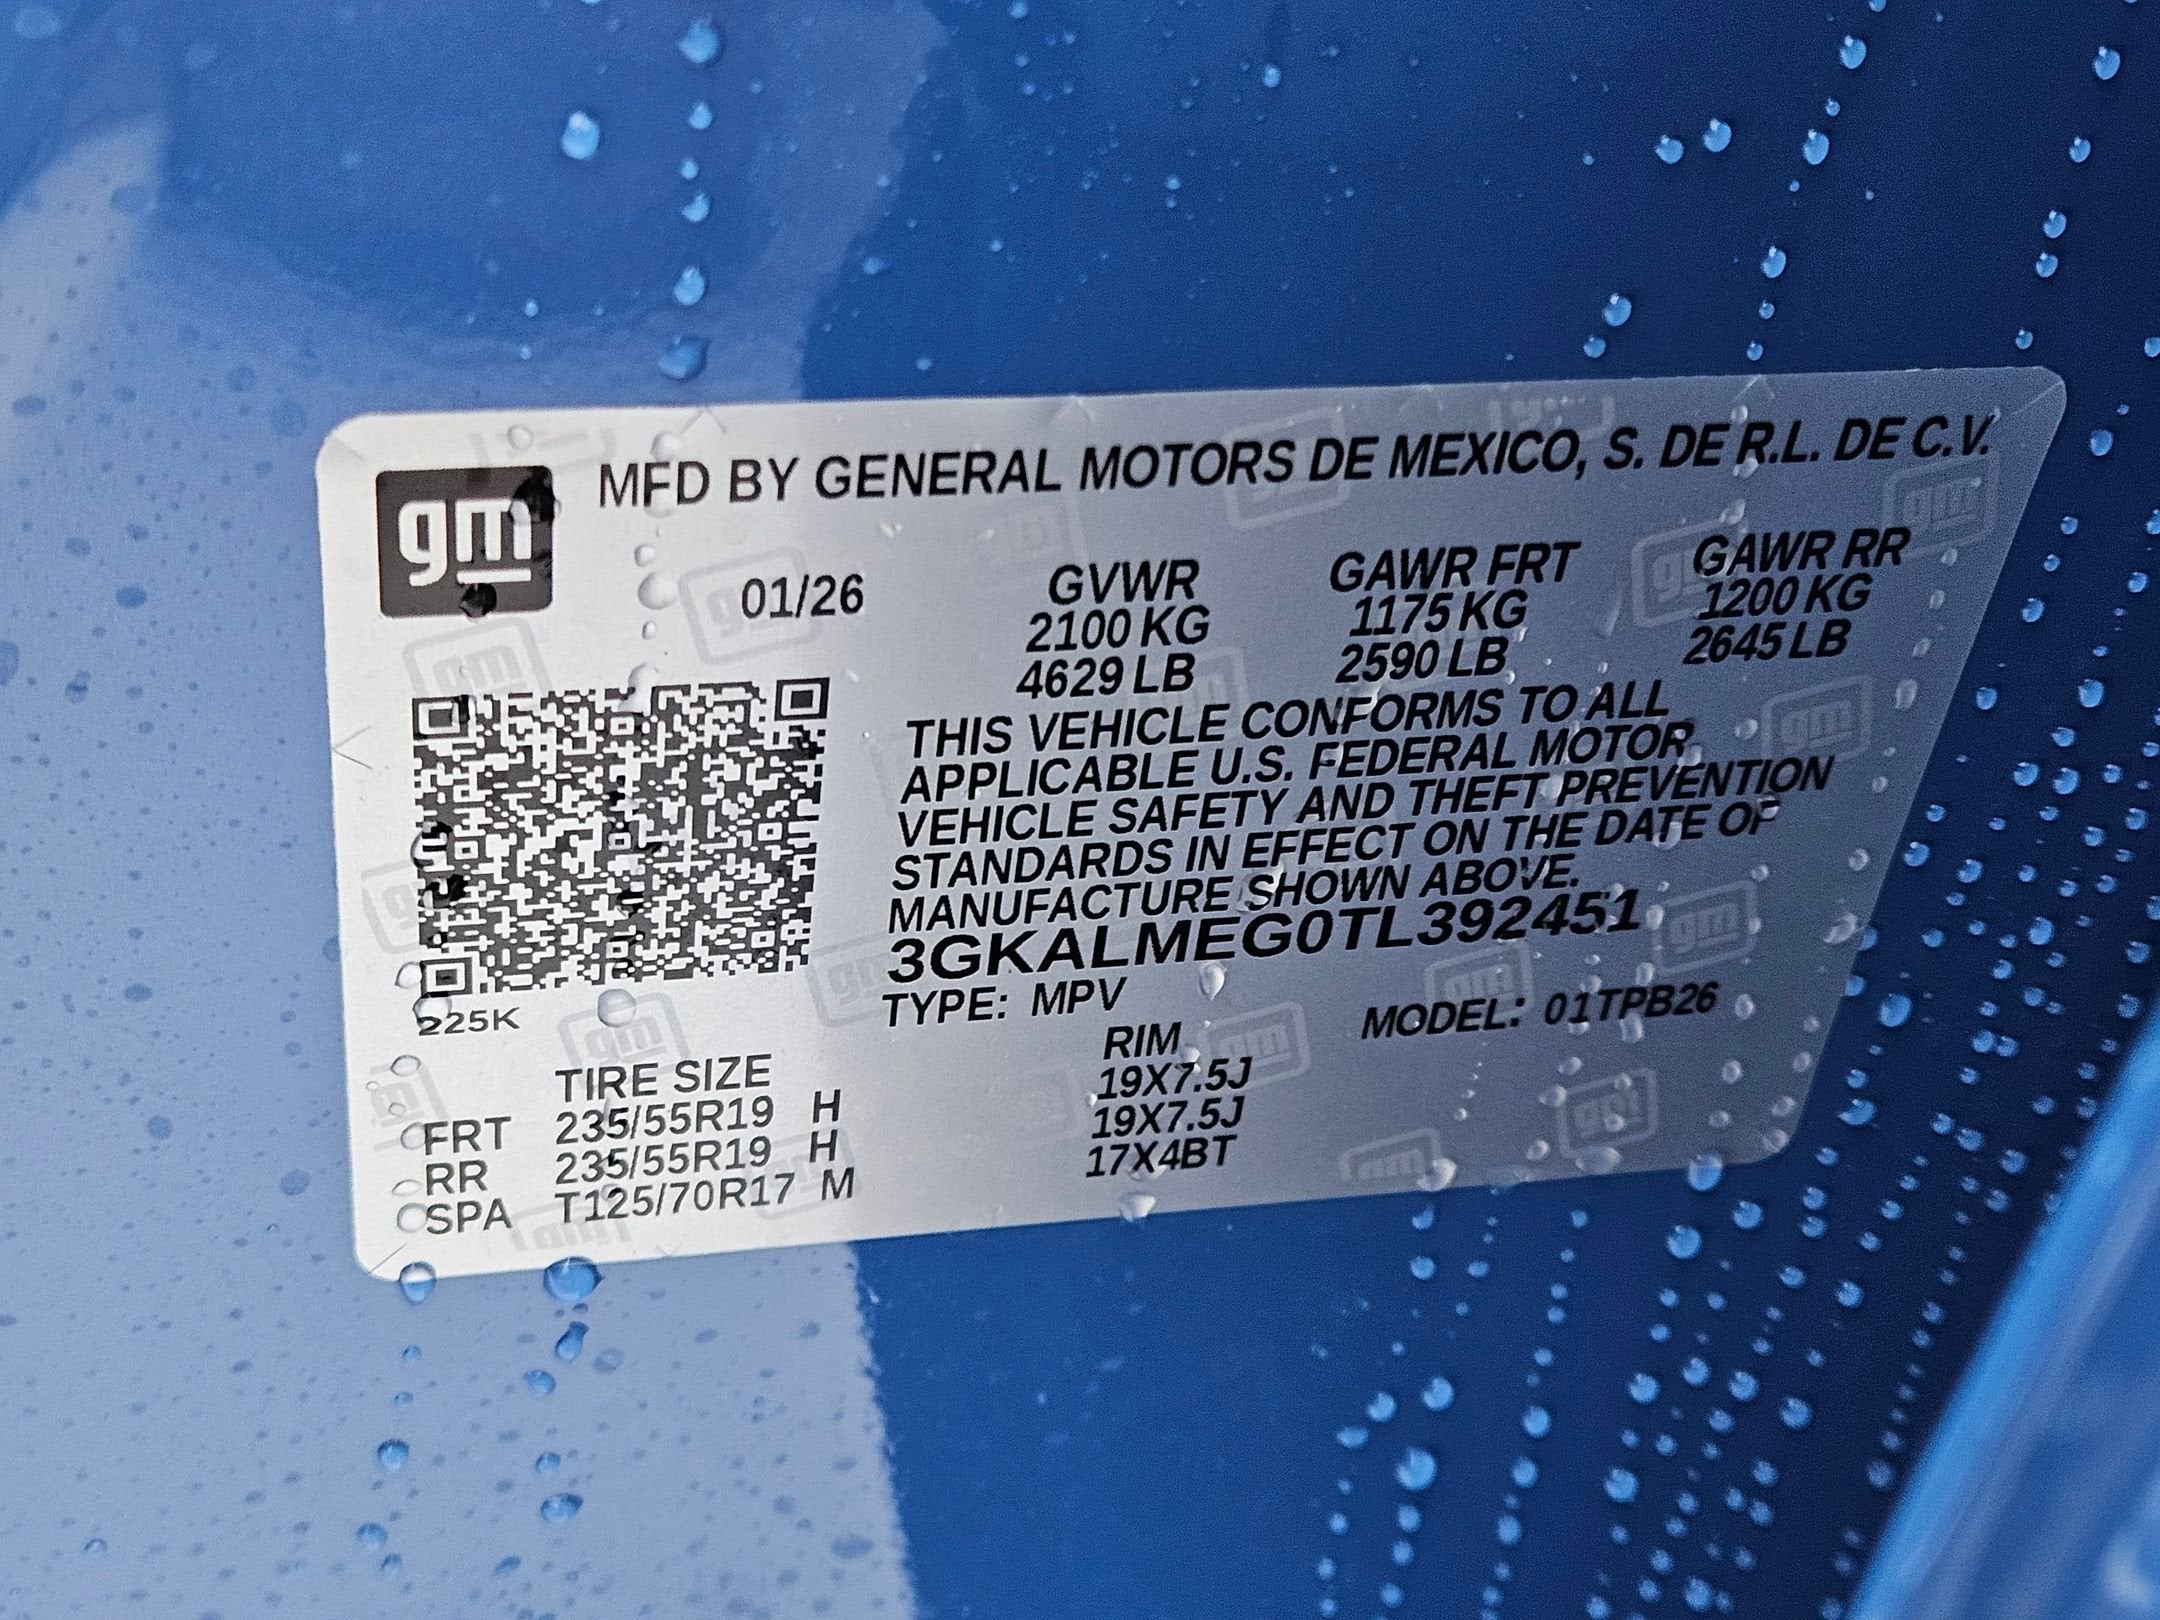 gm
MFD BY GENERAL MOTORS DE MEXICO, S. DE R.L. DE C.V.
01/26
GVWR GAWR FRT GAWR RR
2100 KG 1175 KG 1200 KG
4629 LB 2590 LB 2645 LB
THIS VEHICLE CONFORMS TO ALL
APPLICABLE U.S. FEDERAL MOTOR
VEHICLE SAFETY AND THEFT PREVENTION
STANDARDS IN EFFECT ON THE DATE OF
MANUFACTURE SHOWN ABOVE.
3GKALMEG0TL392451
225K
TYPE: MPV MODEL: 01TPB26
TIRE SIZE RIM
FRT 235/55R19 H 19X7.5J
RR 235/55R19 H 19X7.5J
SPA T125/70R17 M 17X4BT